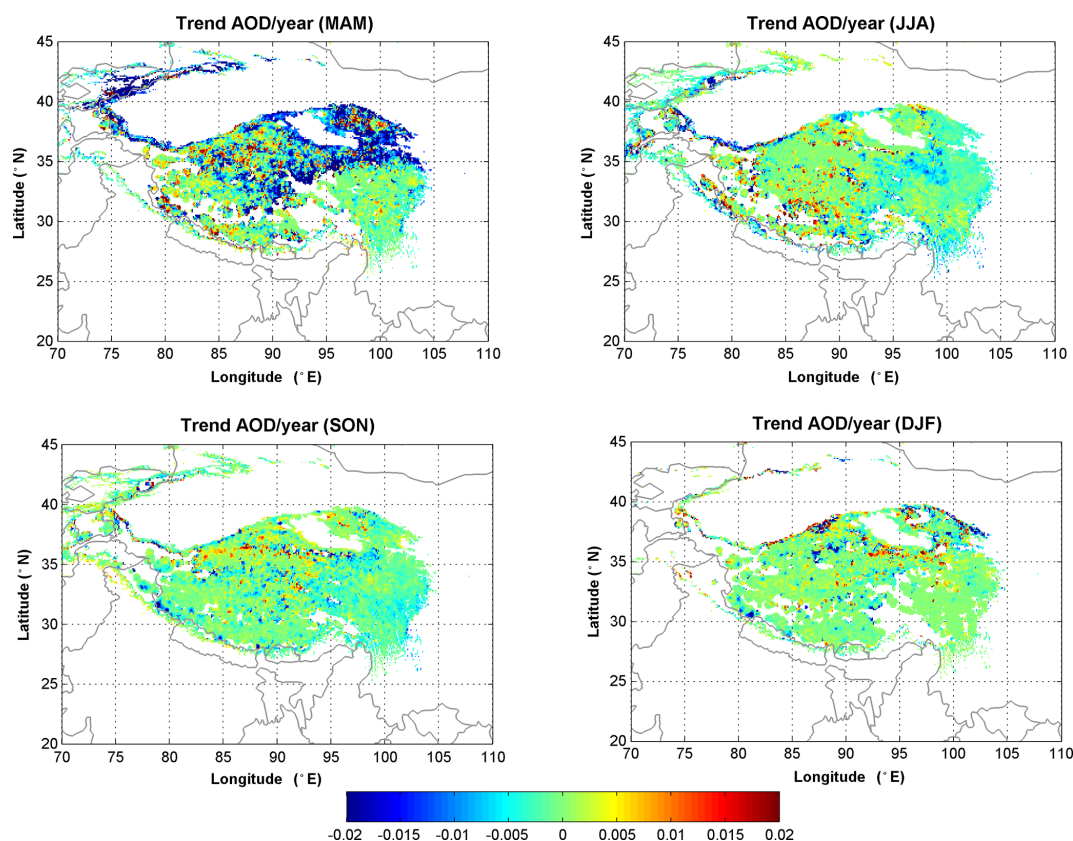 Trend AOD/year (MAM)
45
40
35
30
25
20
Latitude (° N)
70 75 80 85 90 95 100 105 110
Longitude (°E)
Trend AOD/year (JJA)
45
40
35
30
25
20
Latitude (° N)
70 75 80 85 90 95 100 105 110
Longitude (°E)
Trend AOD/year (SON)
45
40
35
30
25
20
Latitude (° N)
70 75 80 85 90 95 100 105 110
Longitude (°E)
Trend AOD/year (DJF)
45
40
35
30
25
20
Latitude (° N)
70 75 80 85 90 95 100 105 110
Longitude (°E)
-0.02 -0.015 -0.01 -0.005 0 0.005 0.01 0.015 0.02